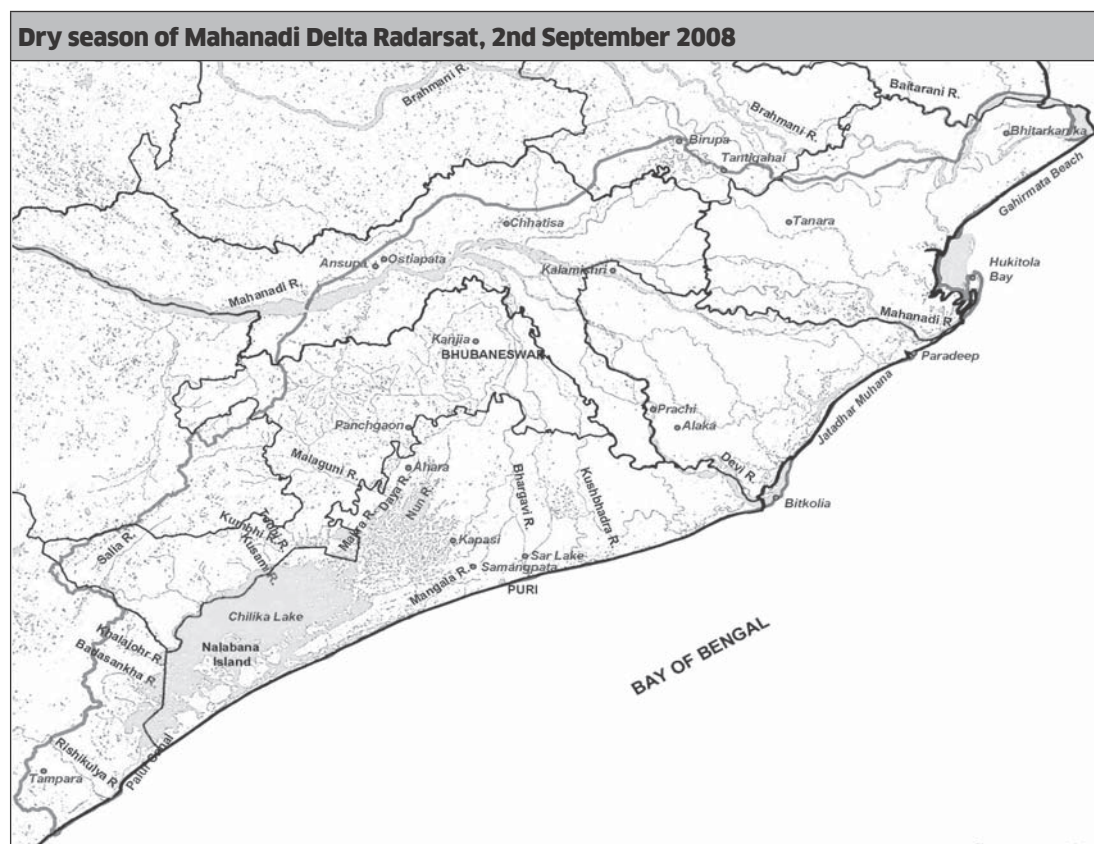 Dry season of Mahanadi Delta Radarsat, 2nd September 2008
Brahmani R.
Baitarani R.
Brahmani R.
Bhitarkanika
Birupa
Tantigahai
Gahirmata Beach
Chhatisa
Tanara
Ansupa
Ostiapata
Kalamishri
Hukitola
Bay
Mahanadi R.
Mahanadi R.
Kanjia
BHUBANESWAR
Paradeep
Jatadhar Muhana
Prachi
Alaka
Panchgaon
Malaguni R.
Ahara
Daya R.
Nun R.
Bhargavi R.
Kushbhadra R.
Devi R.
Bitkolia
Makra R.
Kumbhi R.
Kusami R.
Salia R.
Kapasi
Sar Lake
Samangpata
Mangala R.
PURI
Chilika Lake
BAY OF BENGAL
Nalabana
Island
Khalajohr R.
Badasankha R.
Rishikulya R.
Palur Canal
Tampara